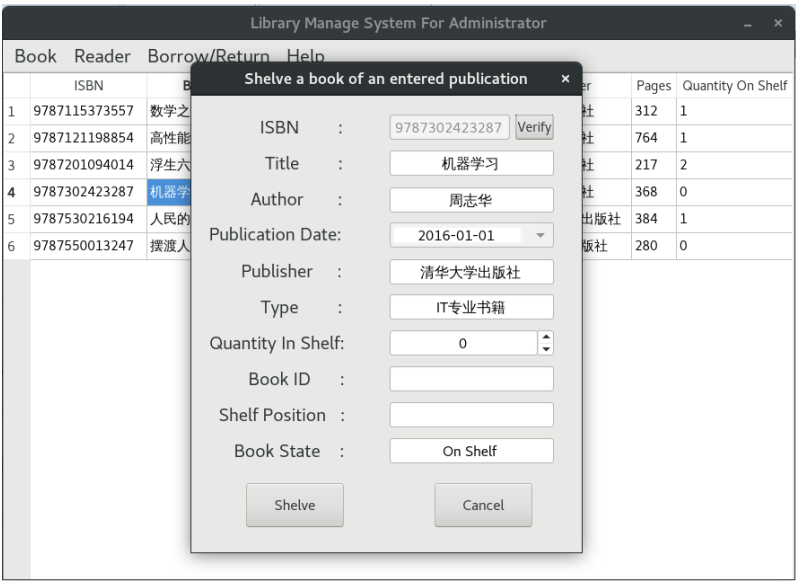 Library Manage System For Administrator
Book Reader Borrow/Return Help
Shelve a book of an entered publication
ISBN Pages Quantity On Shelf
1 9787115373557 数学之 社 312 1
2 9787121198854 高性能 社 764 1
3 9787201094014 浮生六 社 217 2
4 9787302423287 机器学 社 368 0
5 9787530216194 人民的 出版社 384 1
6 9787550013247 摆渡人 版社 280 0
ISBN : 9787302423287 Verify
Title : 机器学习
Author : 周志华
Publication Date: 2016-01-01
Publisher : 清华大学出版社
Type : IT专业书籍
Quantity In Shelf: 0
Book ID :
Shelf Position :
Book State : On Shelf
Shelve Cancel